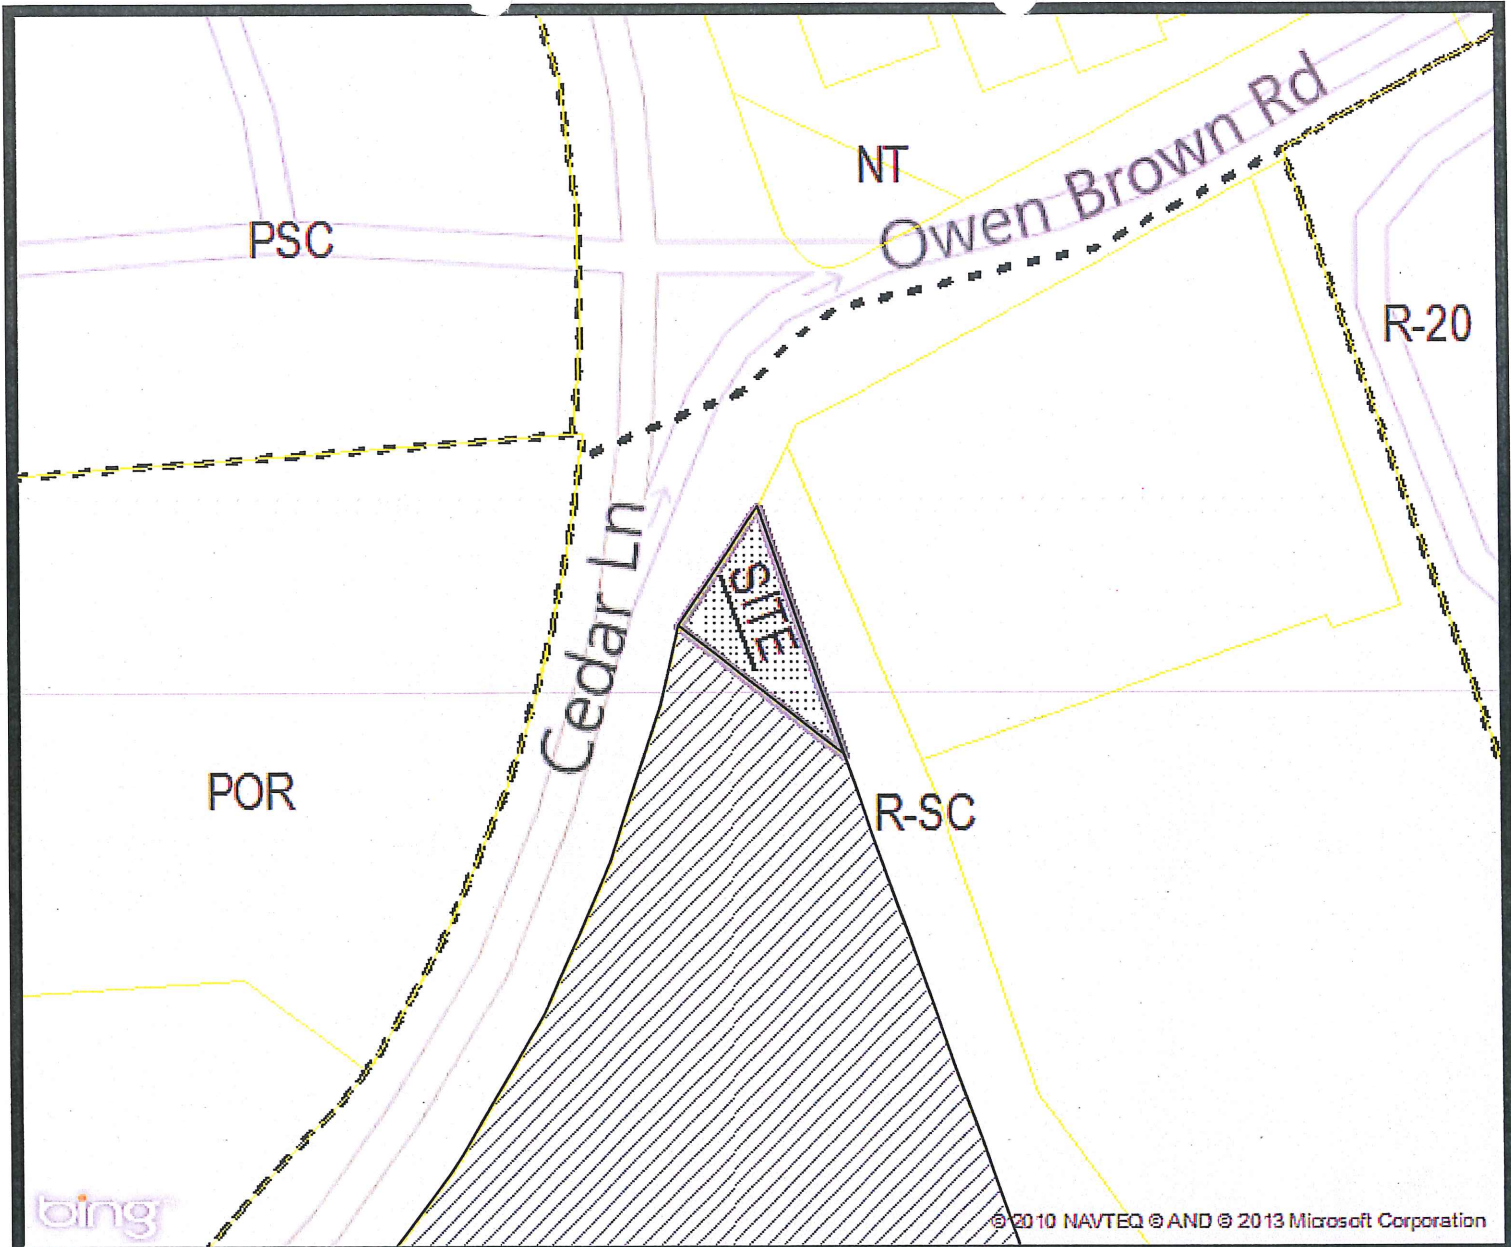 NT
Owen Brown Rd
PSC
R-20
Cedar Ln
SITE
POR
R-SC
bing
© 2010 NAVTEQ © AND © 2013 Microsoft Corporation